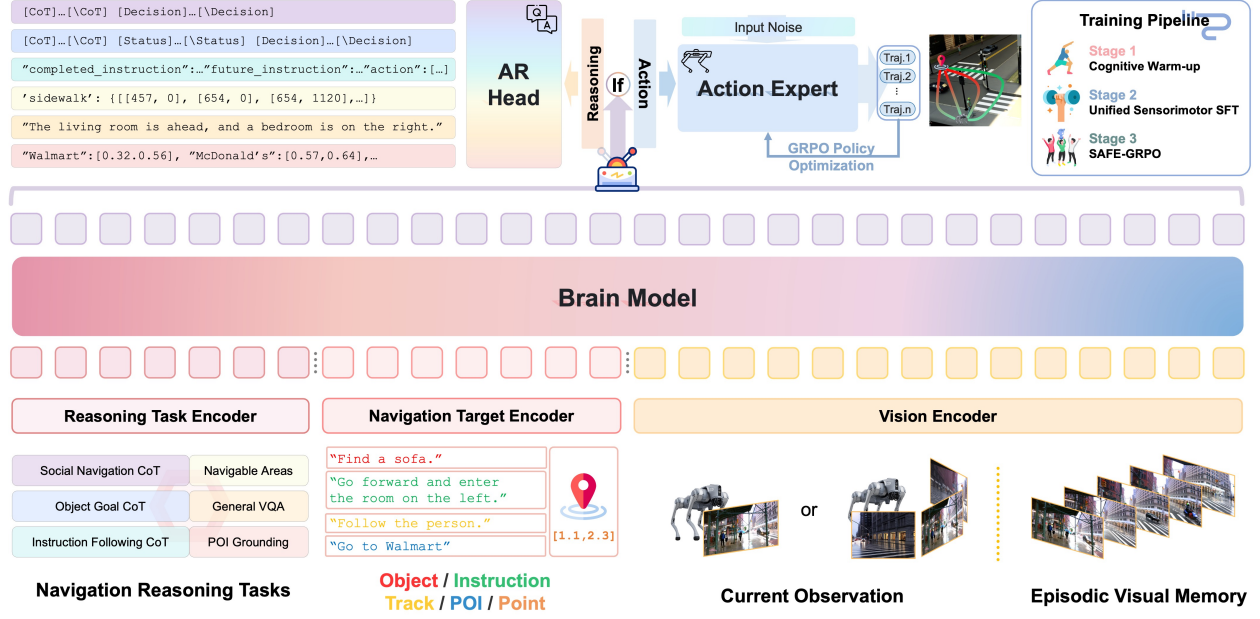 [CoT]…[\CoT] [Decision]…[\Decision]
[CoT]…[\CoT] [Status]…[\Status] [Decision]…[\Decision]
”completed_instruction”:…”future_instruction”:…”action”:[…]
’sidewalk’: {[[457, 0], [654, 0], [654, 1120],…]}
”The living room is ahead, and a bedroom is on the right.”
”Walmart”:[0.32.0.56], ”McDonald’s”:[0.57,0.64],…
AR
Head
Q
A
Reasoning
If
Action
Input Noise
Action Expert
Traj.1
Traj.2
⋮
Traj.n
GRPO Policy
Optimization
Training Pipeline
Stage 1
Cognitive Warm-up
Stage 2
Unified Sensorimotor SFT
Stage 3
SAFE-GRPO
Brain Model
Reasoning Task Encoder
Navigation Target Encoder
Vision Encoder
Social Navigation CoT
Navigable Areas
Object Goal CoT
General VQA
Instruction Following CoT
POI Grounding
Navigation Reasoning Tasks
“Find a sofa.”
“Go forward and enter
the room on the left.”
“Follow the person.”
“Go to Walmart”
[1.1,2.3]
Object / Instruction
Track / POI / Point
or
Current Observation
Episodic Visual Memory